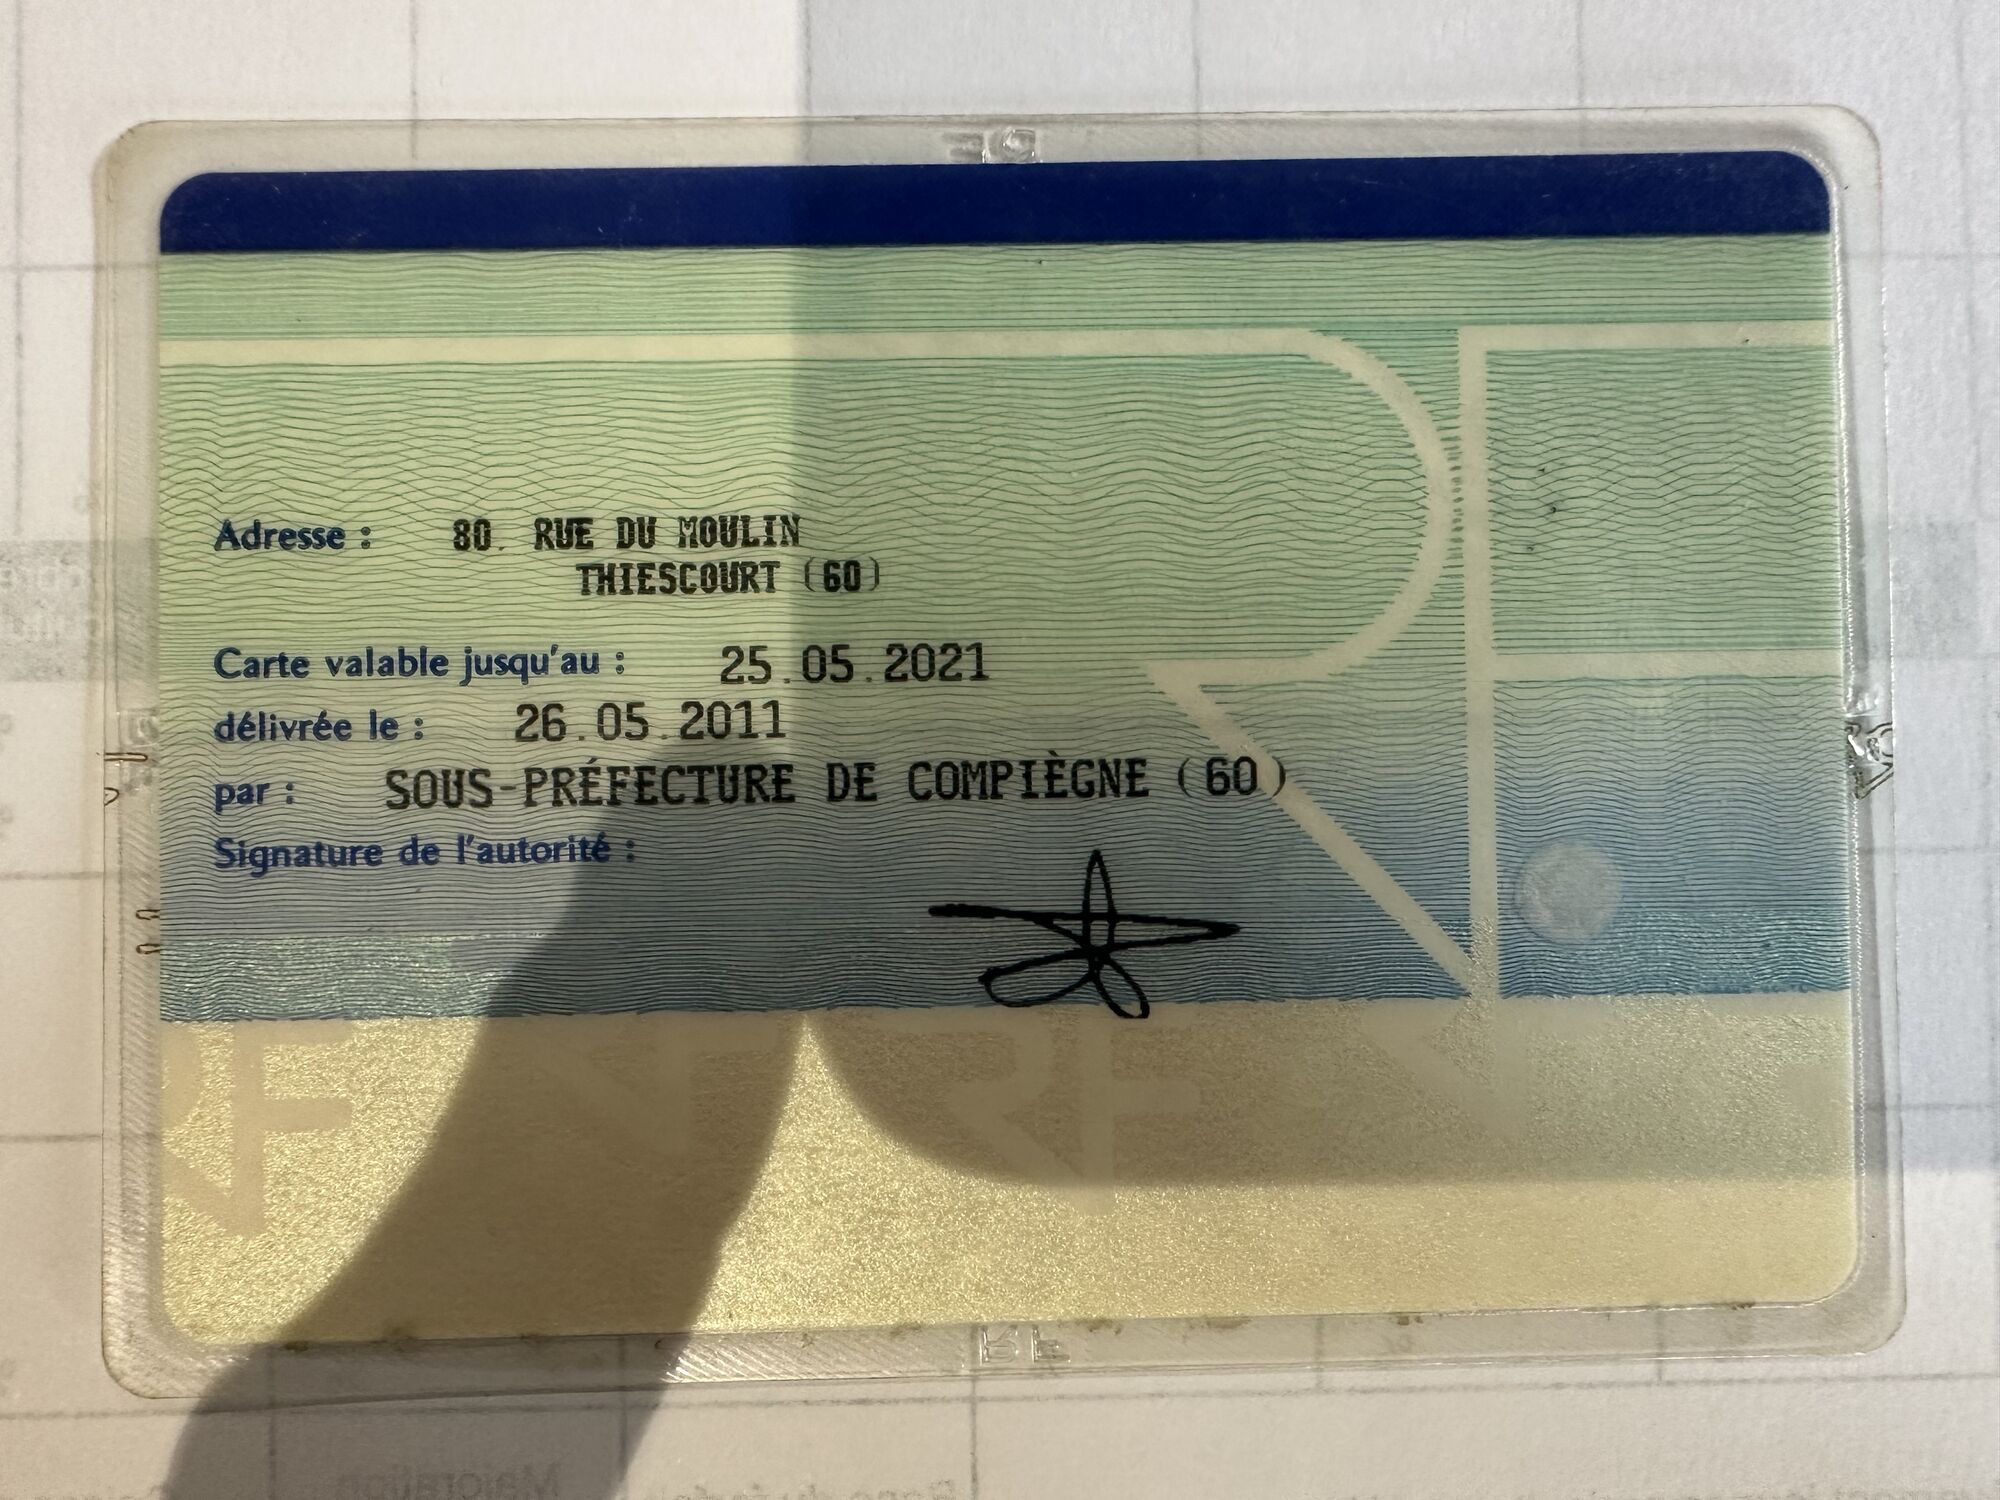 Adresse : 80, RUE DU MOULIN
THIESCOURT (60)
Carte valable jusqu'au : 25.05.2021
délivrée le : 26.05.2011
par : SOUS-PRÉFECTURE DE COMPIÈGNE (60)
Signature de l'autorité :
RF